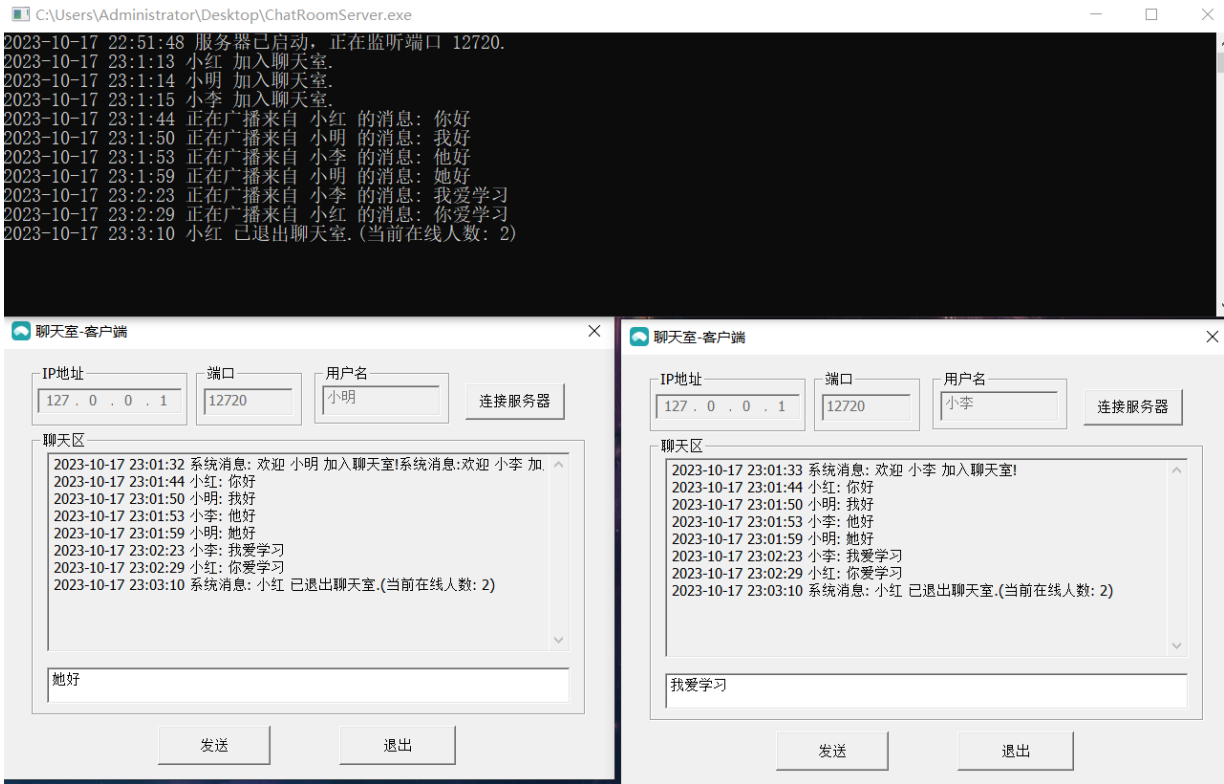 C:\Users\Administrator\Desktop\ChatRoomServer.exe
2023-10-17 22:51:48 服务器已启动，正在监听端口 12720.
2023-10-17 23:1:13 小红 加入聊天室.
2023-10-17 23:1:14 小明 加入聊天室.
2023-10-17 23:1:15 小李 加入聊天室.
2023-10-17 23:1:44 正在广播来自 小红 的消息: 你好
2023-10-17 23:1:50 正在广播来自 小明 的消息: 我好
2023-10-17 23:1:53 正在广播来自 小李 的消息: 他好
2023-10-17 23:1:59 正在广播来自 小明 的消息: 她好
2023-10-17 23:2:23 正在广播来自 小李 的消息: 我爱学习
2023-10-17 23:2:29 正在广播来自 小红 的消息: 你爱学习
2023-10-17 23:3:10 小红 已退出聊天室.(当前在线人数: 2)
聊天室-客户端
IP地址 端口 用户名
127 . 0 . 0 . 1 12720 小明 连接服务器
聊天区
2023-10-17 23:01:32 系统消息: 欢迎 小明 加入聊天室!系统消息:欢迎 小李 加.
2023-10-17 23:01:44 小红: 你好
2023-10-17 23:01:50 小明: 我好
2023-10-17 23:01:53 小李: 他好
2023-10-17 23:01:59 小明: 她好
2023-10-17 23:02:23 小李: 我爱学习
2023-10-17 23:02:29 小红: 你爱学习
2023-10-17 23:03:10 系统消息: 小红 已退出聊天室.(当前在线人数: 2)
她好
发送 退出
聊天室-客户端
IP地址 端口 用户名
127 . 0 . 0 . 1 12720 小李 连接服务器
聊天区
2023-10-17 23:01:33 系统消息: 欢迎 小李 加入聊天室!
2023-10-17 23:01:44 小红: 你好
2023-10-17 23:01:50 小明: 我好
2023-10-17 23:01:53 小李: 他好
2023-10-17 23:01:59 小明: 她好
2023-10-17 23:02:23 小李: 我爱学习
2023-10-17 23:02:29 小红: 你爱学习
2023-10-17 23:03:10 系统消息: 小红 已退出聊天室.(当前在线人数: 2)
我爱学习
发送 退出